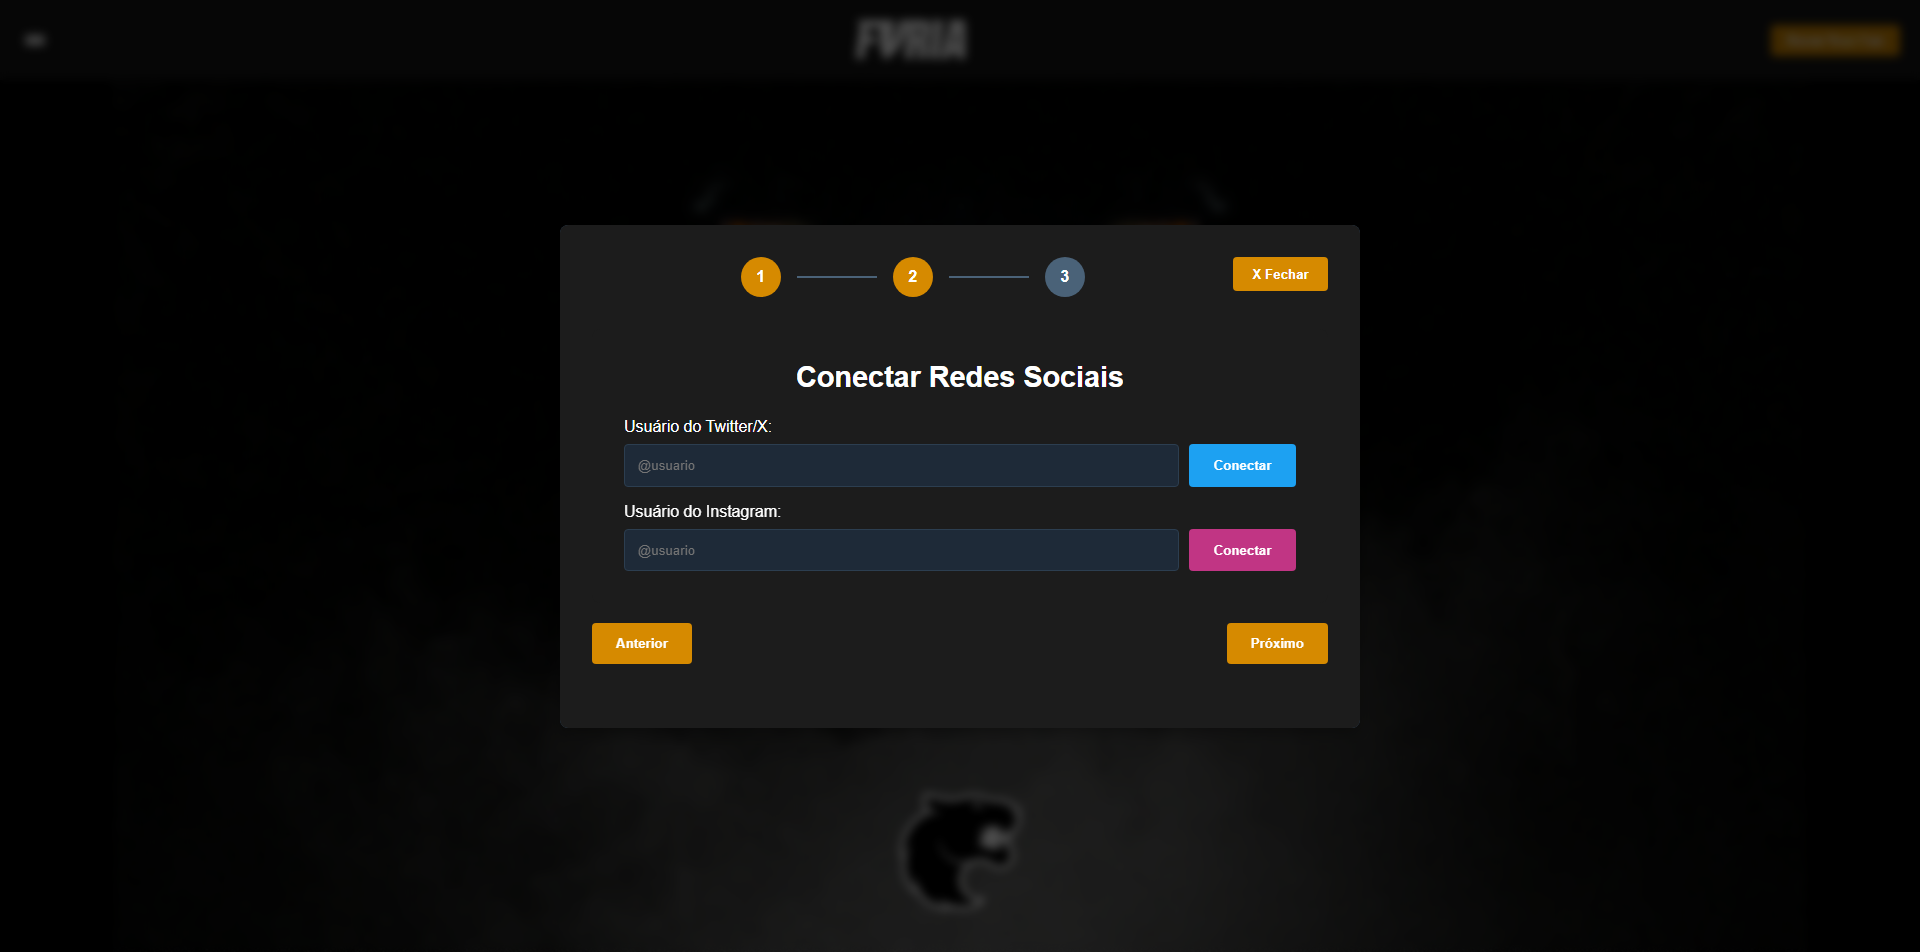 FVRIA
1 2 3 X Fechar
Conectar Redes Sociais
Usuário do Twitter/X:
@usuario Conectar
Usuário do Instagram:
@usuario Conectar
Anterior Próximo